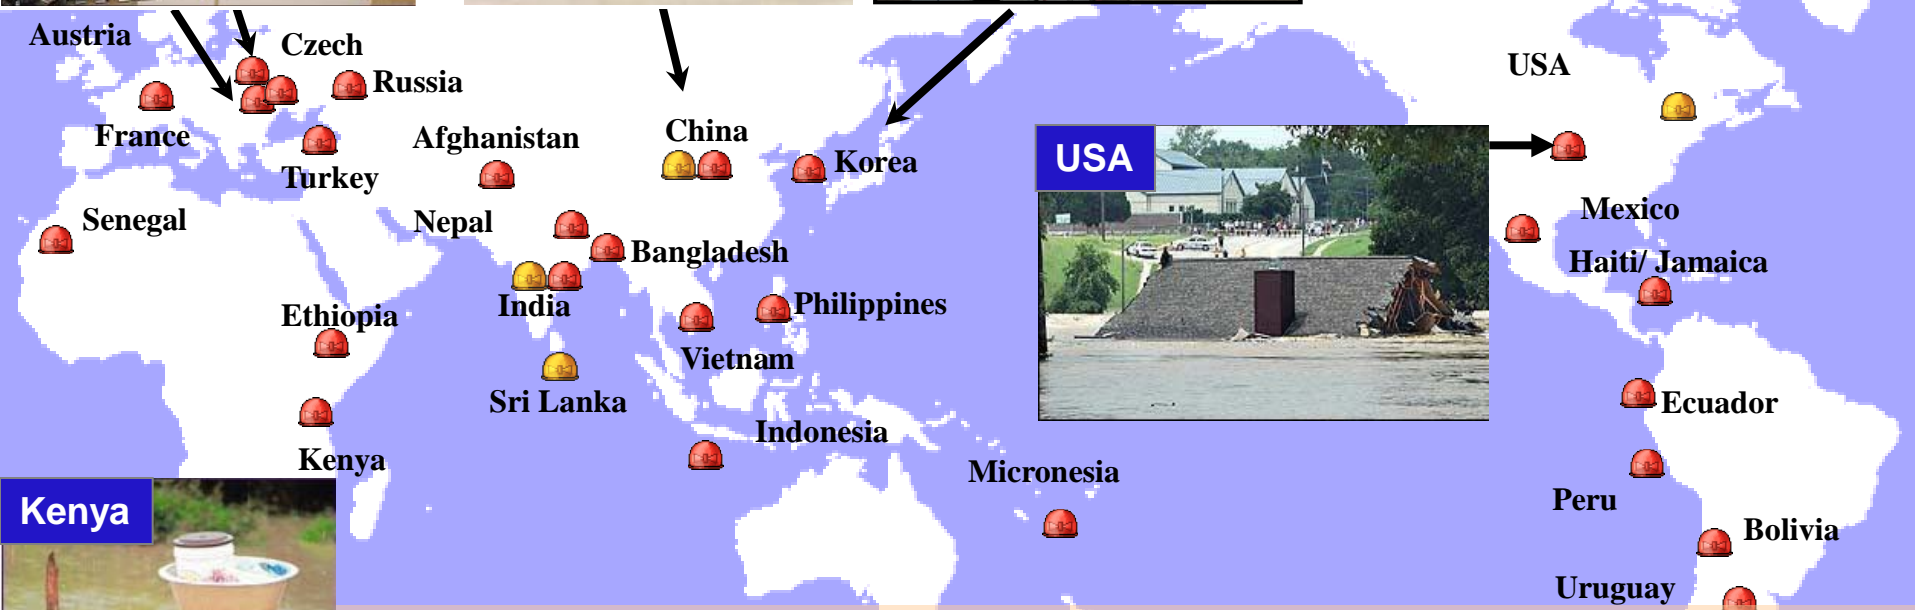 Austria
Czech
USA
Russia
France
Afghanistan
China
Korea
USA
Turkey
Senegal
Nepal
Mexico
Bangladesh
Haiti/ Jamaica
India
Philippines
Ethiopia
Vietnam
Sri Lanka
Ecuador
Indonesia
Kenya
Micronesia
Peru
Kenya
Bolivia
Uruguay